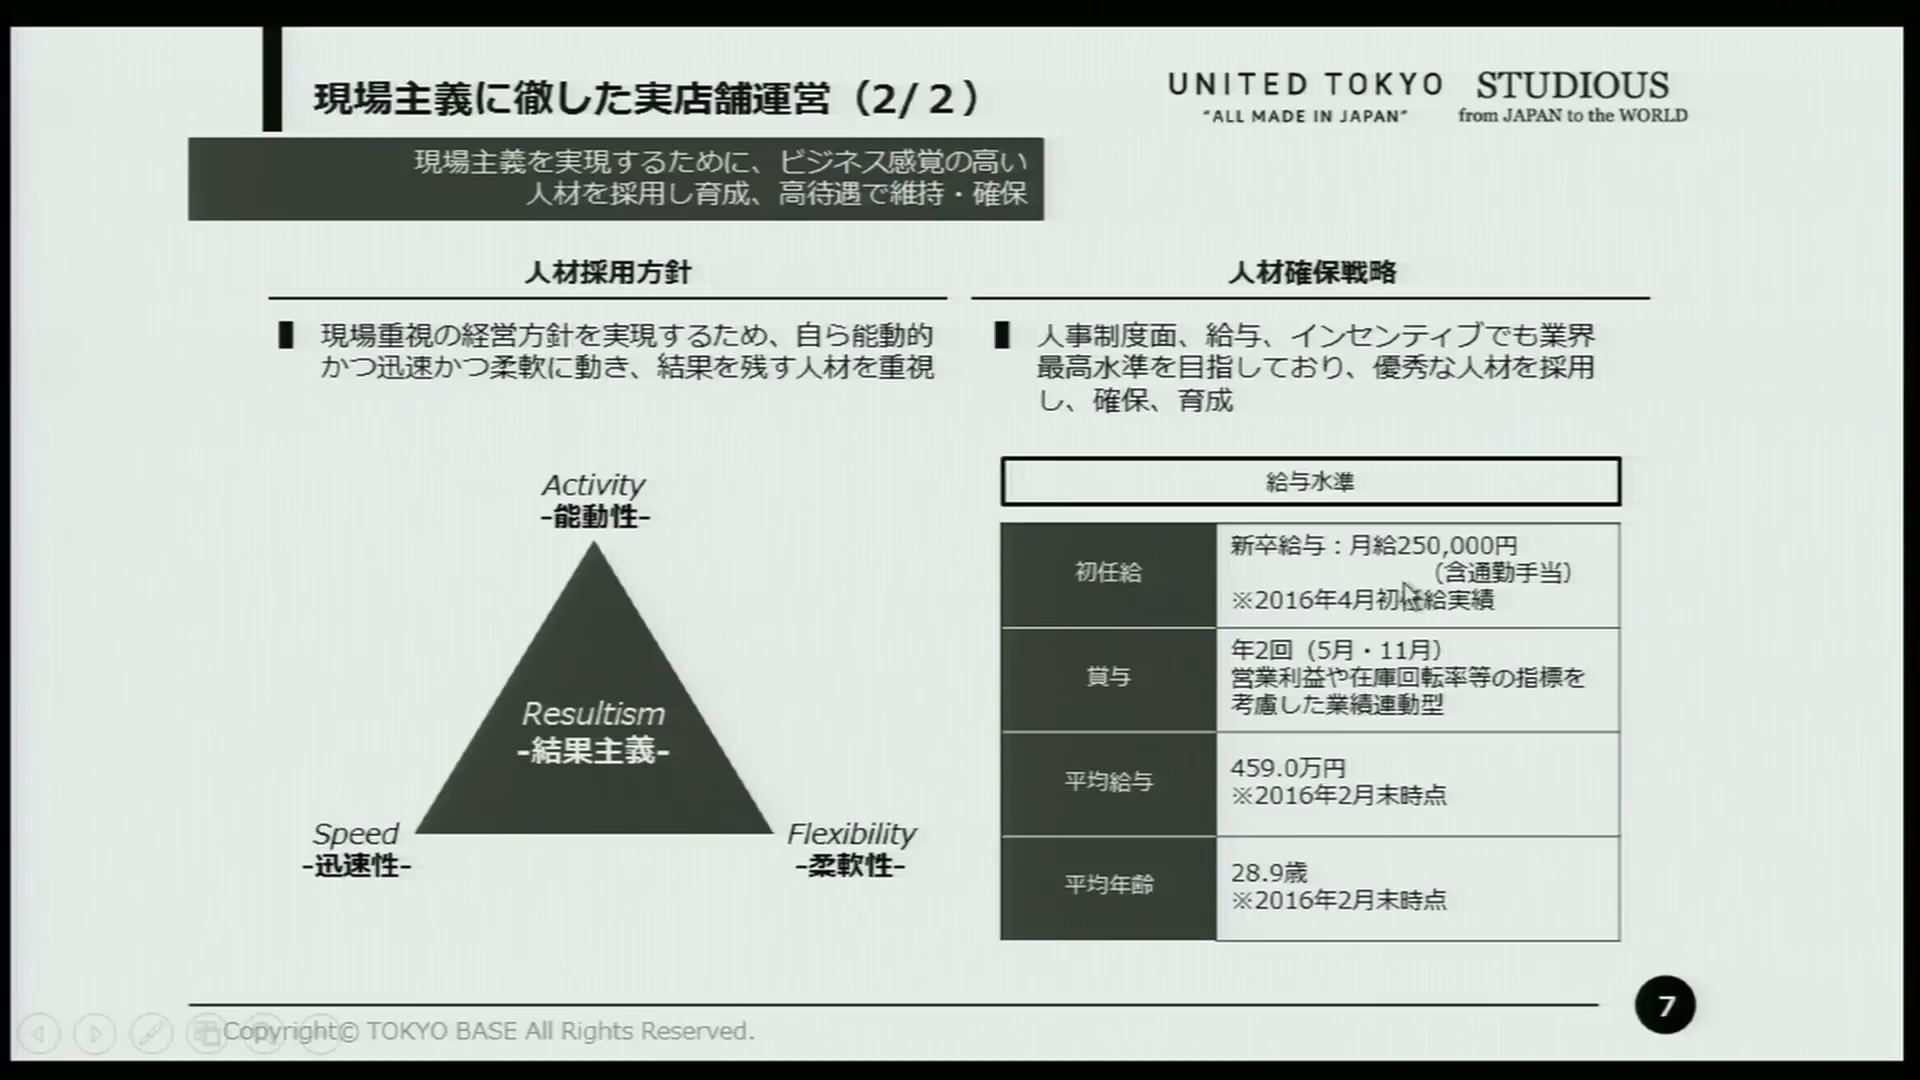 現場主義に徹した実店舗運営（2/２）
UNITED TOKYO
"ALL MADE IN JAPAN"
STUDIOUS
from JAPAN to the WORLD
現場主義を実現するために、ビジネス感覚の高い
人材を採用し育成、高待遇で維持・確保
人材採用方針
現場重視の経営方針を実現するため、自ら能動的
かつ迅速かつ柔軟に動き、結果を残す人材を重視
Activity
-能動性-
Resultism
-結果主義-
Speed
-迅速性-
Flexibility
-柔軟性-
人材確保戦略
人事制度面、給与、インセンティブでも業界
最高水準を目指しており、優秀な人材を採用
し、確保、育成
給与水準
初任給
新卒給与：月給250,000円
（含通勤手当）
※2016年4月初任給実績
賞与
年2回（5月・11月）
営業利益や在庫回転率等の指標を
考慮した業績連動型
平均給与
459.0万円
※2016年2月末時点
平均年齢
28.9歳
※2016年2月末時点
Copyright© TOKYO BASE All Rights Reserved.
7